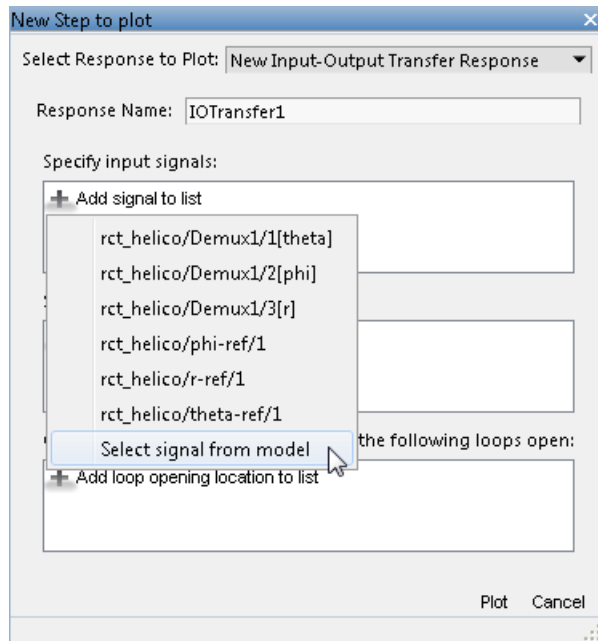 New Step to plot
Select Response to Plot: New Input-Output Transfer Response
Response Name: IOTransfer1
Specify input signals:
Add signal to list
rct_helico/Demux1/1[theta]
rct_helico/Demux1/2[phi]
rct_helico/Demux1/3[r]
rct_helico/phi-ref/1
rct_helico/r-ref/1
rct_helico/theta-ref/1
Select signal from model the following loops open:
Add loop opening location to list
Plot Cancel